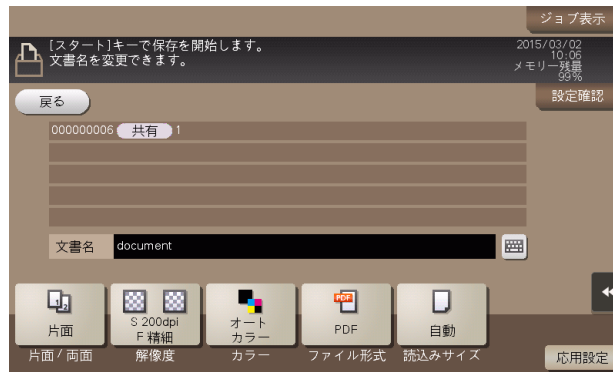 ジョブ表示
[スタート]キーで保存を開始します。
文書名を変更できます。
2015/03/02
10:06
メモリー残量
99%
戻る
設定確認
000000006 共有 1
文書名 document
1 2
片面
S 200dpi
F 精細
オート
カラー
PDF
PDF
自動
片面/両面 解像度 カラー ファイル形式 読込みサイズ
応用設定